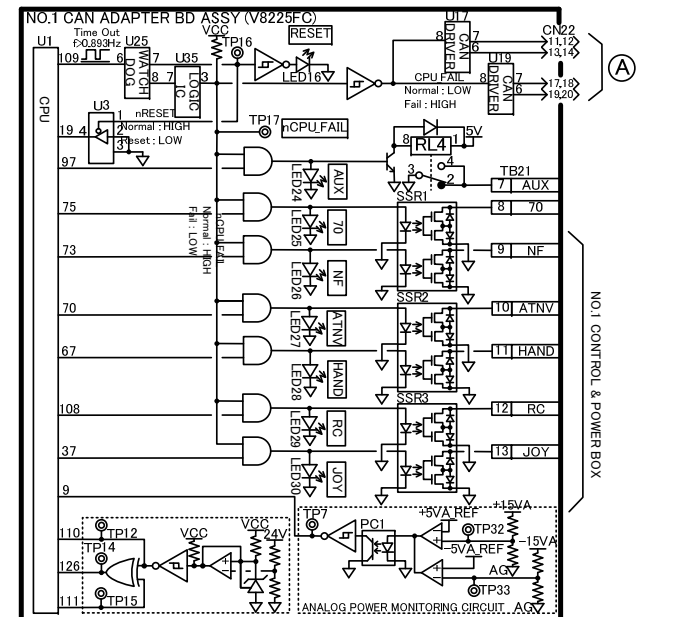 NO.1 CAN ADAPTER BD ASSY (V8225FC)
U1
CPU
Time Out
f>0.893Hz
109
U25
WATCH
DOG
6
7
8
7
U35
LOGIC
IC
3
VCC
TP16
RESET
LED16
U17
CAN
DRIVER
8
7
6
CN22
11,12
13,14
A
U19
CAN
DRIVER
8
7
6
17,18
19,20
CPU FAIL
Normal : LOW
Fail : HIGH
U3
1
nRESET
Normal : HIGH
Reset : LOW
19
4
2
3
TP17
nCPU_FAIL
nCPU FAIL
Normal : HIGH
Fail : LOW
97
LED24
AUX
8
RL4
1
5V
3
4
2
TB21
7 AUX
75
LED25
70
SSR1
8 70
73
LED26
NF
9 NF
70
LED27
ATNV
SSR2
10 ATNV
67
LED28
HAND
11 HAND
108
LED29
RC
SSR3
12 RC
37
LED30
JOY
13 JOY
NO.1 CONTROL & POWER BOX
9
110
TP12
TP14
126
111
TP15
VCC
VCC
24V
TP7
PC1
+5VA_REF
+15VA
TP32
-5VA_REF
-15VA
AG
TP33
ANALOG POWER MONITORING CIRCUIT
AG